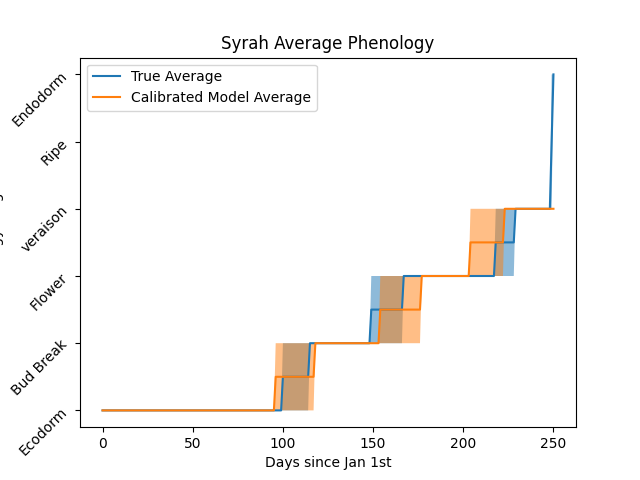 Syrah Average Phenology
True Average
Calibrated Model Average
Endodorm
Ripe
veraison
Flower
Bud Break
Ecodorm
0 50 100 150 200 250
Days since Jan 1st